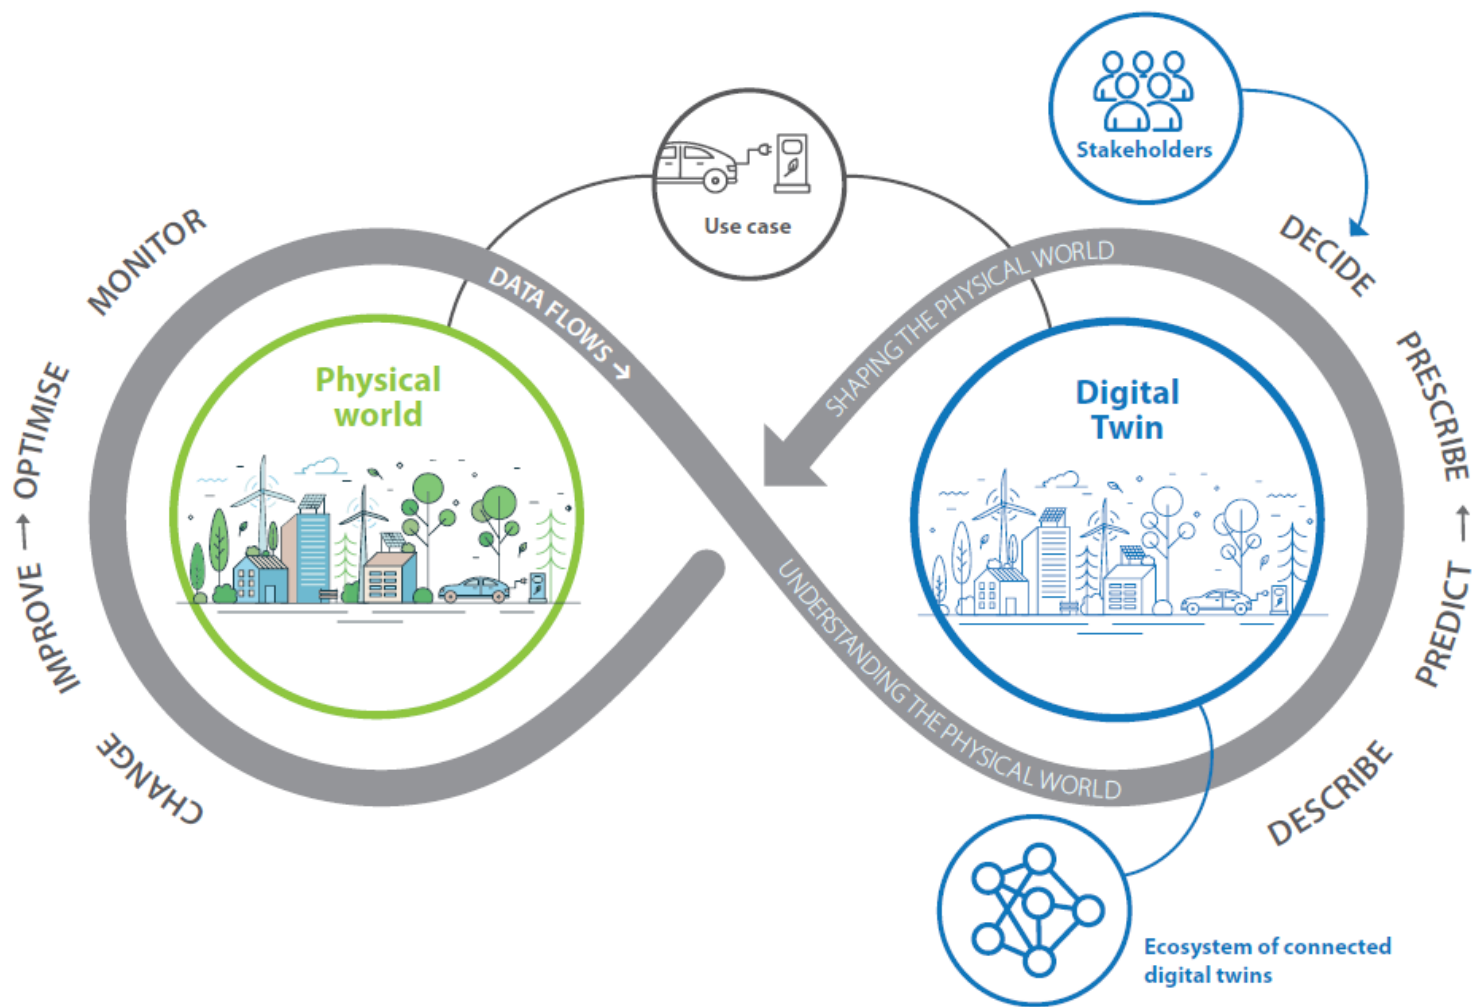 Stakeholders
Use case
MONITOR
DECIDE
DATA FLOWS →
SHAPING THE PHYSICAL WORLD
Physical
world
Digital
Twin
IMPROVE → OPTIMISE
PREDICT → PRESCRIBE
UNDERSTANDING THE PHYSICAL WORLD
CHANGE
DESCRIBE
Ecosystem of connected
digital twins